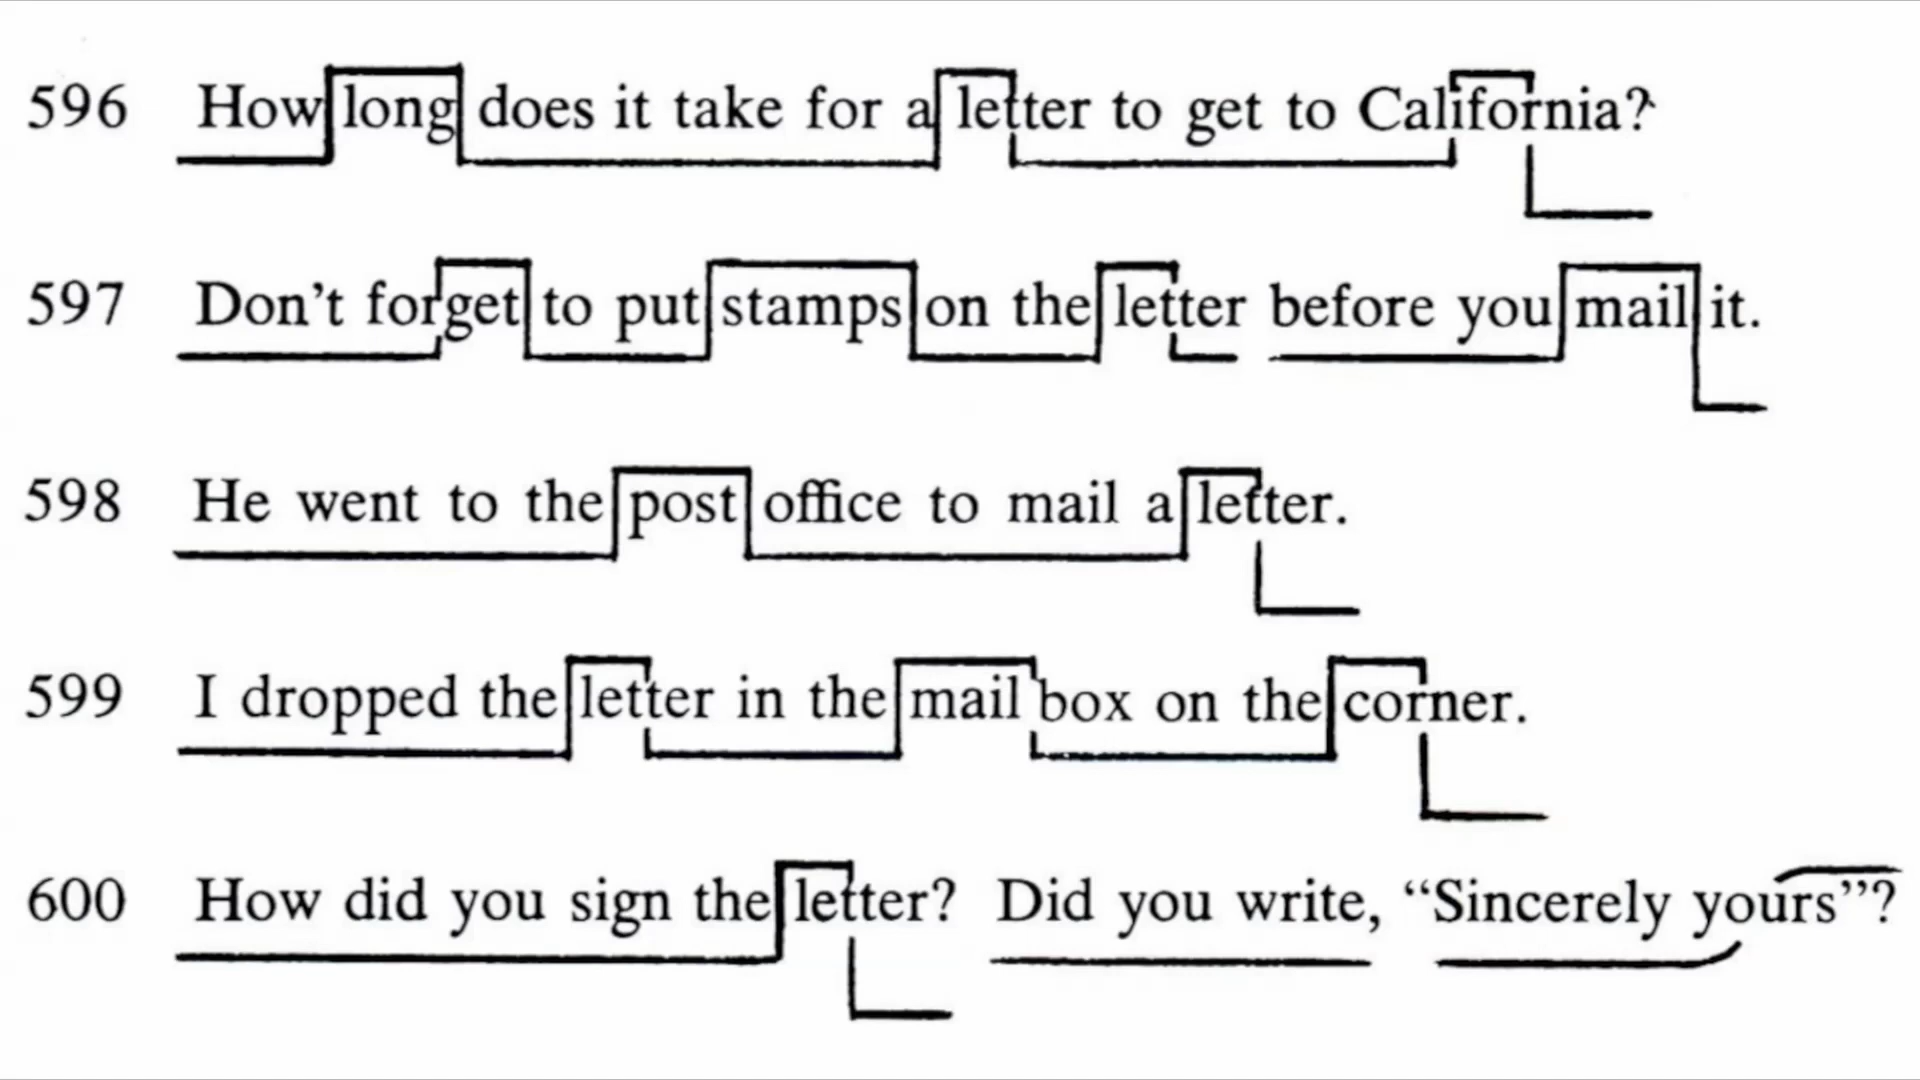 596 How long does it take for a letter to get to California?
597 Don't forget to put stamps on the letter before you mail it.
598 He went to the post office to mail a letter.
599 I dropped the letter in the mail box on the corner.
600 How did you sign the letter? Did you write, “Sincerely yours”?